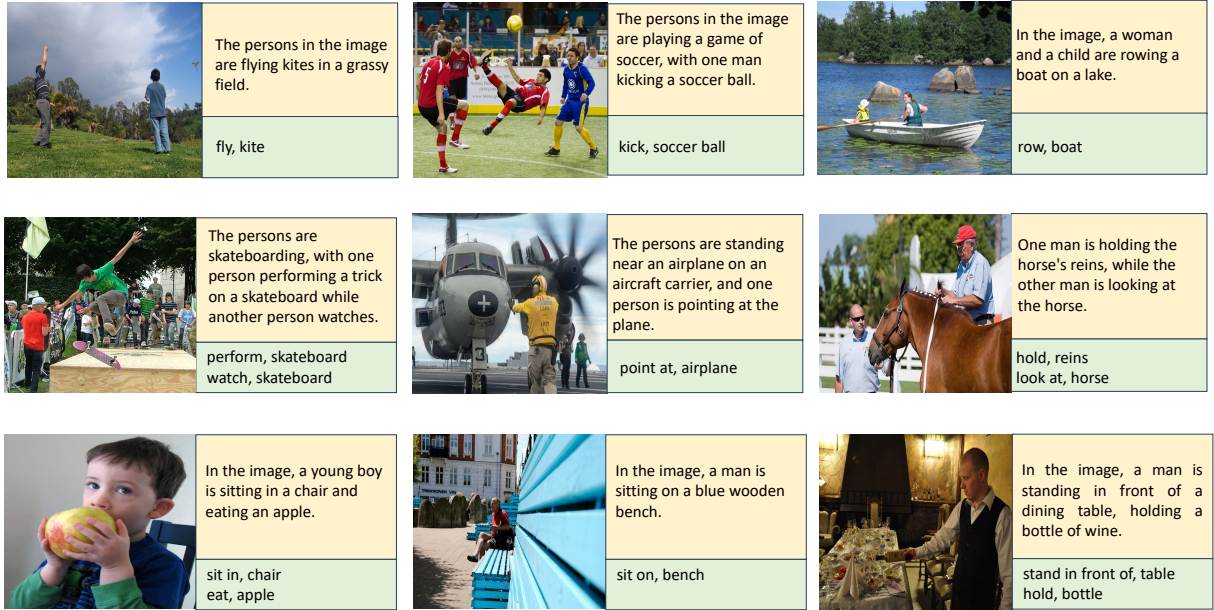 The persons in the image
are flying kites in a grassy
field.
fly, kite
The persons in the image
are playing a game of
soccer, with one man
kicking a soccer ball.
kick, soccer ball
In the image, a woman
and a child are rowing a
boat on a lake.
row, boat
The persons are
skateboarding, with one
person performing a trick
on a skateboard while
another person watches.
perform, skateboard
watch, skateboard
The persons are standing
near an airplane on an
aircraft carrier, and one
person is pointing at the
plane.
point at, airplane
3
One man is holding the
horse's reins, while the
other man is looking at
the horse.
hold, reins
look at, horse
In the image, a young boy
is sitting in a chair and
eating an apple.
sit in, chair
eat, apple
In the image, a man is
sitting on a blue wooden
bench.
sit on, bench
In the image, a man is
standing in front of a
dining table, holding a
bottle of wine.
stand in front of, table
hold, bottle